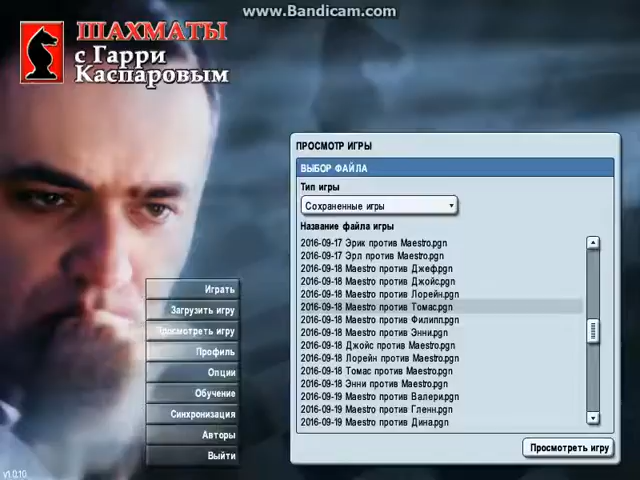 www.Bandicam.com
ШАХМАТЫ
с Гарри
Каспаровым
ПРОСМОТР ИГРЫ
ВЫБОР ФАЙЛА
Тип игры
Сохраненные игры
Название файла игры
2016-09-17 Эрик против Maestro.pgn
2016-09-17 Эрл против Maestro.pgn
2016-09-18 Maestro против Джеф.pgn
2016-09-18 Maestro против Джойс.pgn
2016-09-18 Maestro против Лорейн.pgn
2016-09-18 Maestro против Томас.pgn
2016-09-18 Maestro против Филипп.pgn
2016-09-18 Maestro против Энни.pgn
2016-09-18 Джойс против Maestro.pgn
2016-09-18 Лорейн против Maestro.pgn
2016-09-18 Томас против Maestro.pgn
2016-09-18 Энни против Maestro.pgn
2016-09-19 Maestro против Валери.pgn
2016-09-19 Maestro против Гленн.pgn
2016-09-19 Maestro против Дина.pgn
Просмотреть игру
Играть
Загрузить игру
Просмотреть игру
Профиль
Опции
Обучение
Синхронизация
Авторы
Выйти
v1.0.10